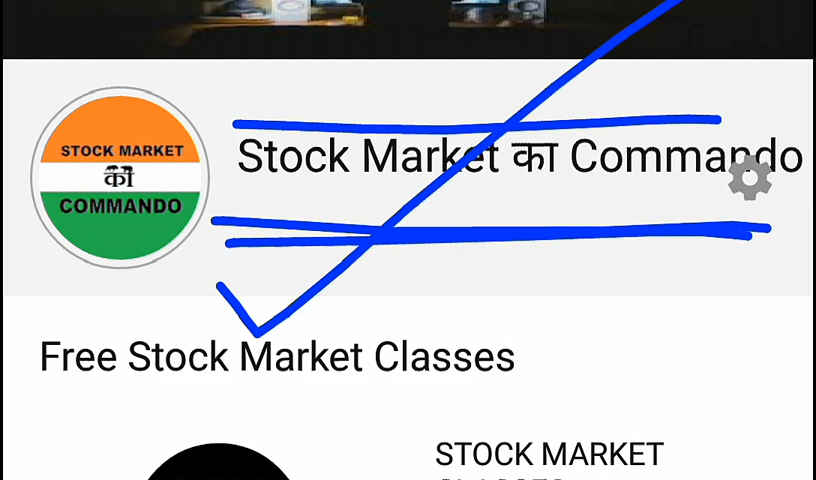 STOCK MARKET
का
COMMANDO
Stock Market का Commando
Free Stock Market Classes
STOCK MARKET